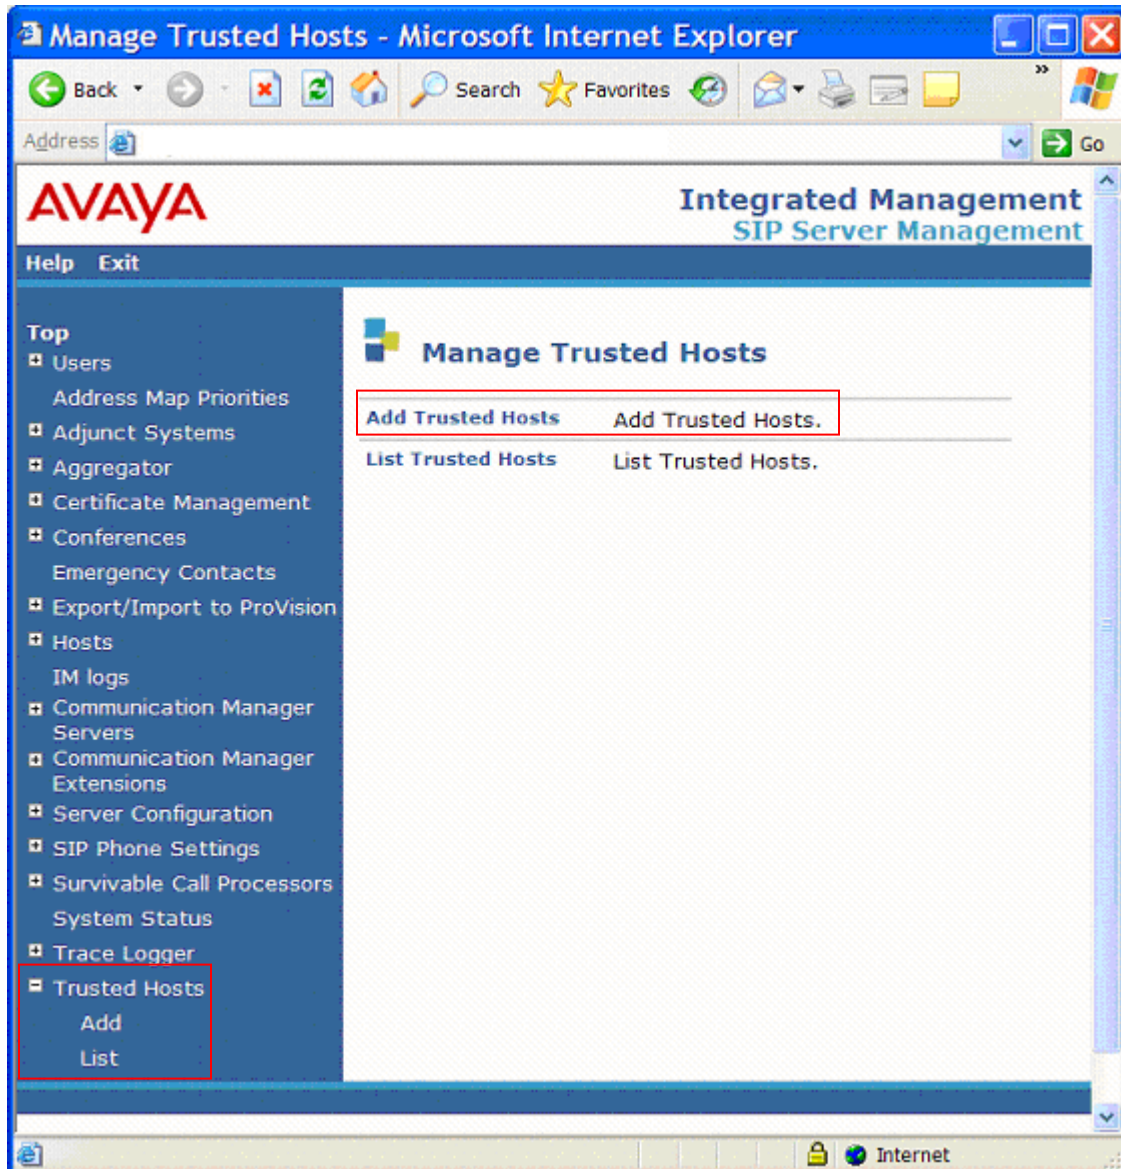 Manage Trusted Hosts - Microsoft Internet Explorer
Back Search Favorites »
Address Go
AVAYA
Integrated Management
SIP Server Management
Help Exit
Top
Users
Address Map Priorities
Adjunct Systems
Aggregator
Certificate Management
Conferences
Emergency Contacts
Export/Import to ProVision
Hosts
IM logs
Communication Manager
Servers
Communication Manager
Extensions
Server Configuration
SIP Phone Settings
Survivable Call Processors
System Status
Trace Logger
Trusted Hosts
Add
List
Manage Trusted Hosts
Add Trusted Hosts Add Trusted Hosts.
List Trusted Hosts List Trusted Hosts.
Internet